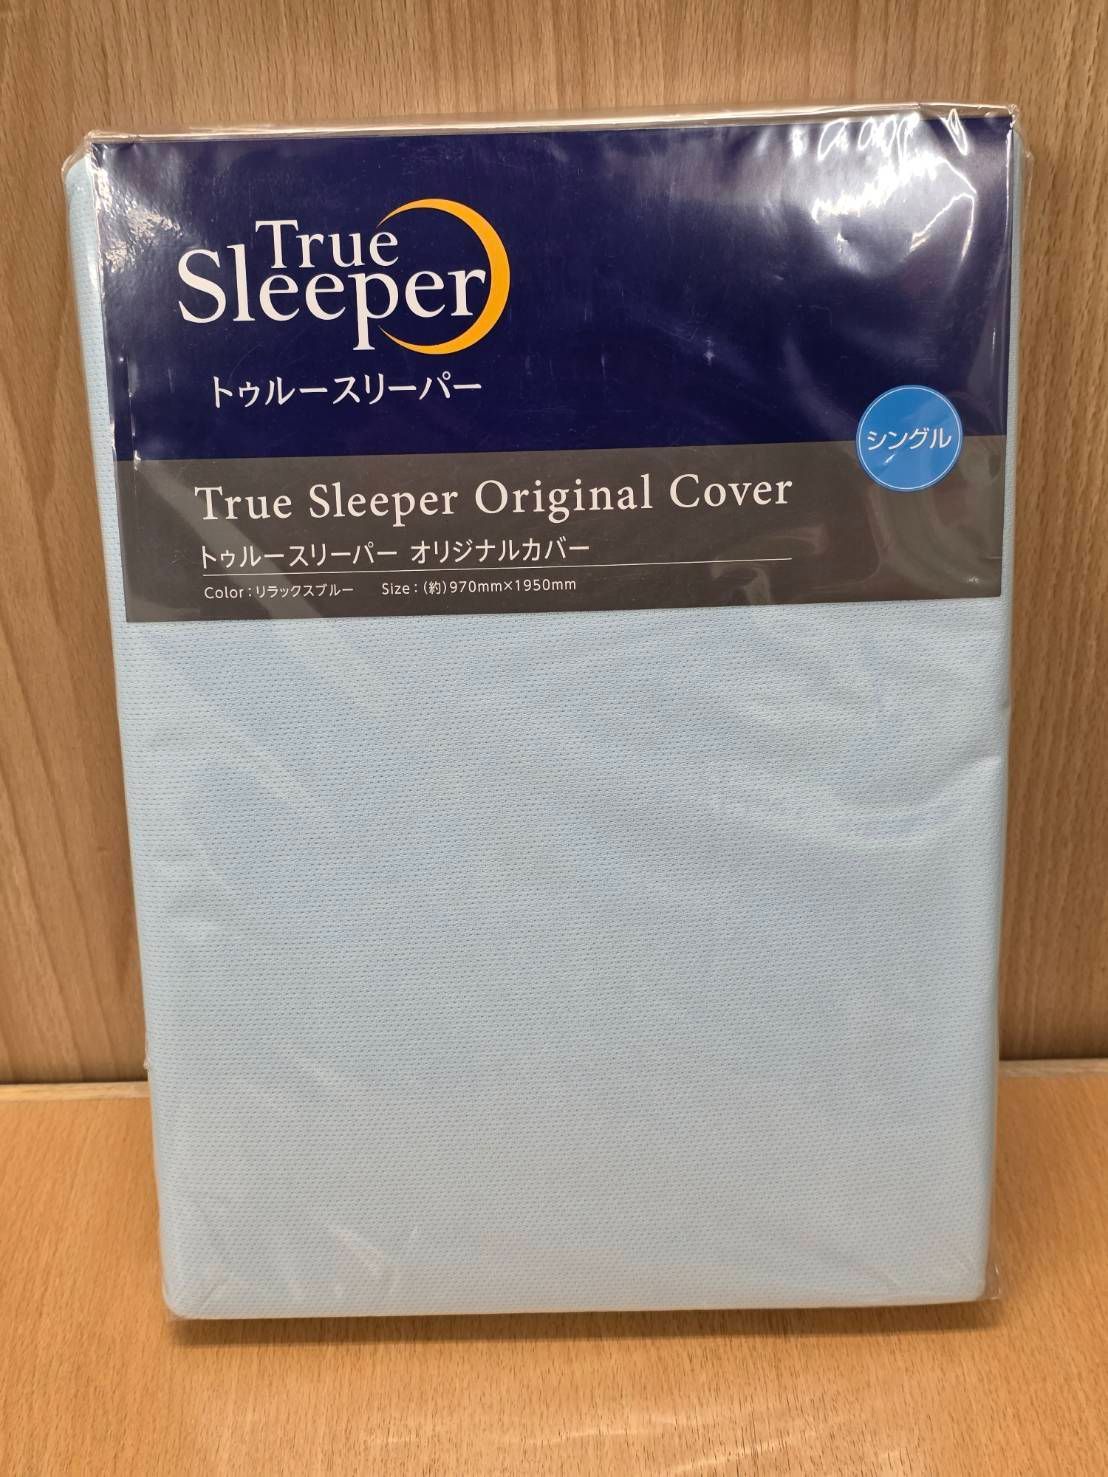 True
Sleeper
トゥルースリーパー
シングル
True Sleeper Original Cover
トゥルースリーパー オリジナルカバー
Color：リラックスブルー Size：(約)970mm×1950mm